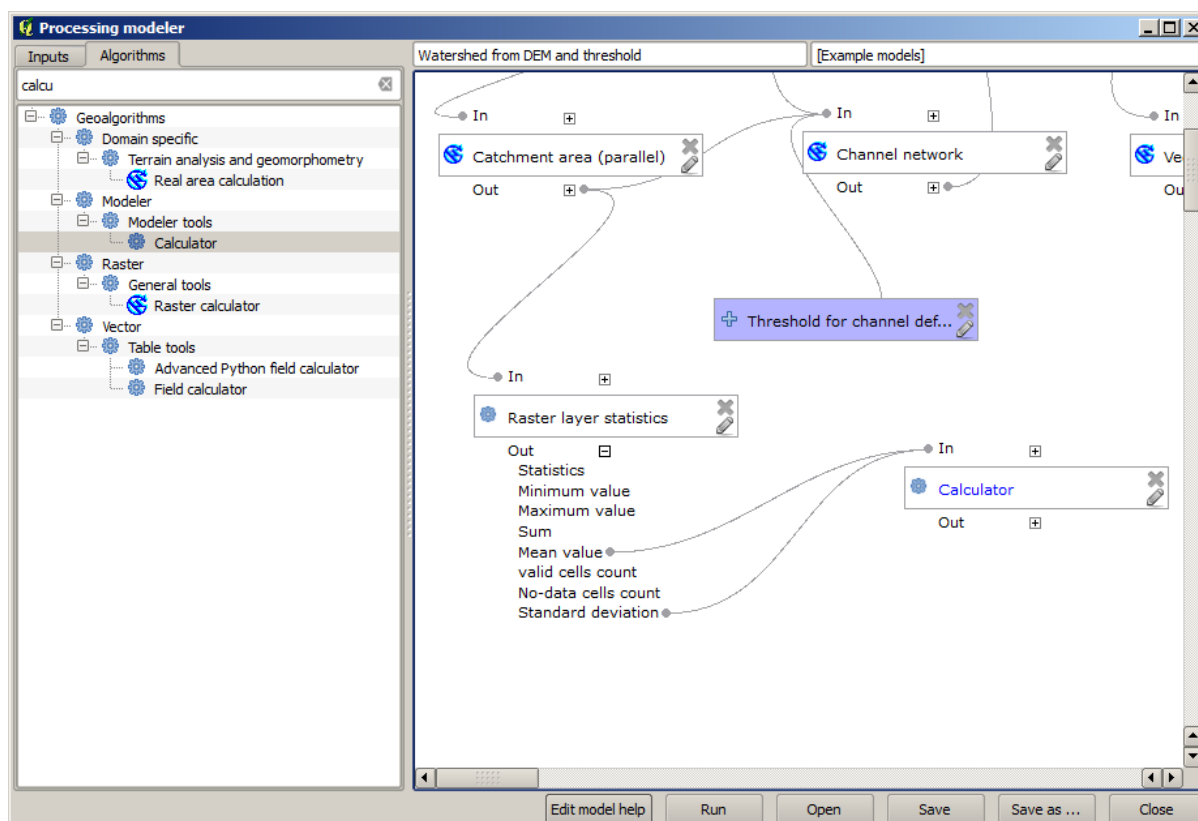 Processing modeler
Inputs
Algorithms
Watershed from DEM and threshold
[Example models]
calcu
Geoalgorithms
Domain specific
Terrain analysis and geomorphometry
Real area calculation
Modeler
Modeler tools
Calculator
Raster
General tools
Raster calculator
Vector
Table tools
Advanced Python field calculator
Field calculator
In
In
In
Catchment area (parallel)
Channel network
Ve
Out
Out
Ou
Threshold for channel def...
In
Raster layer statistics
Out
Statistics
Minimum value
Maximum value
Sum
Mean value
valid cells count
No-data cells count
Standard deviation
In
Calculator
Out
Edit model help
Run
Open
Save
Save as ...
Close